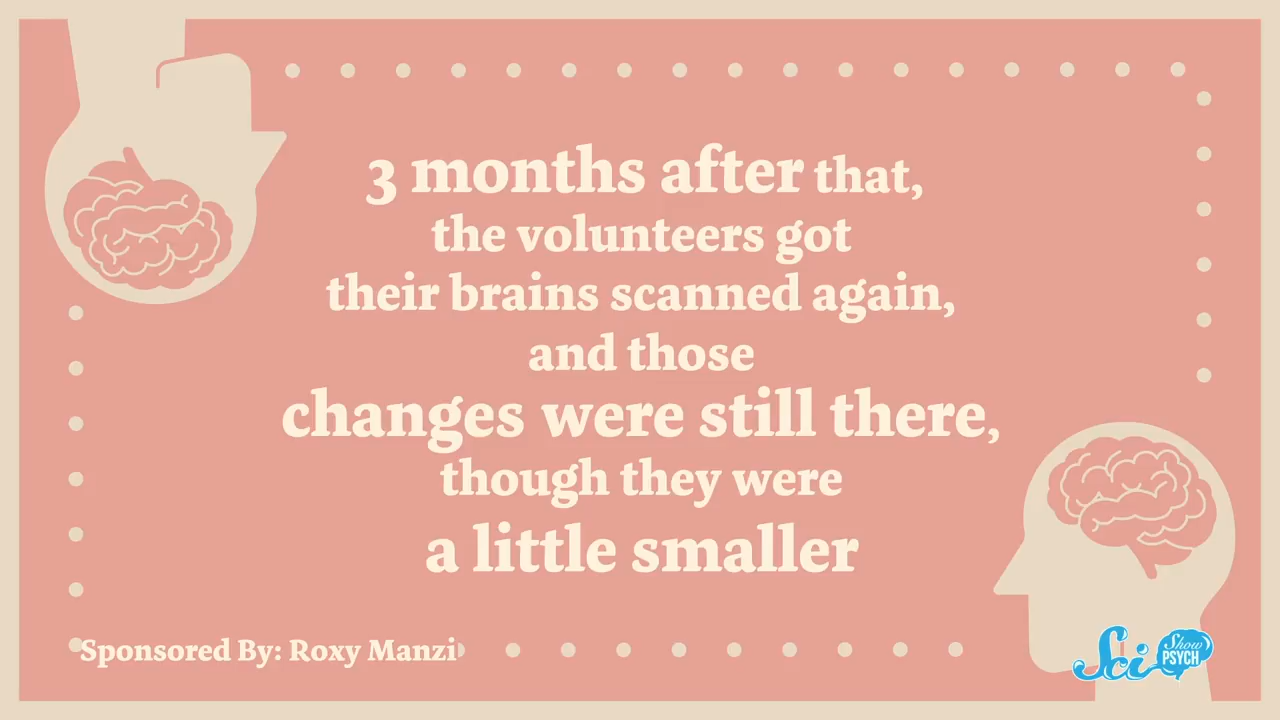 3 months after that,
the volunteers got
their brains scanned again,
and those
changes were still there,
though they were
a little smaller
Sponsored By: Roxy Manzi
Sci Show
PSYCH